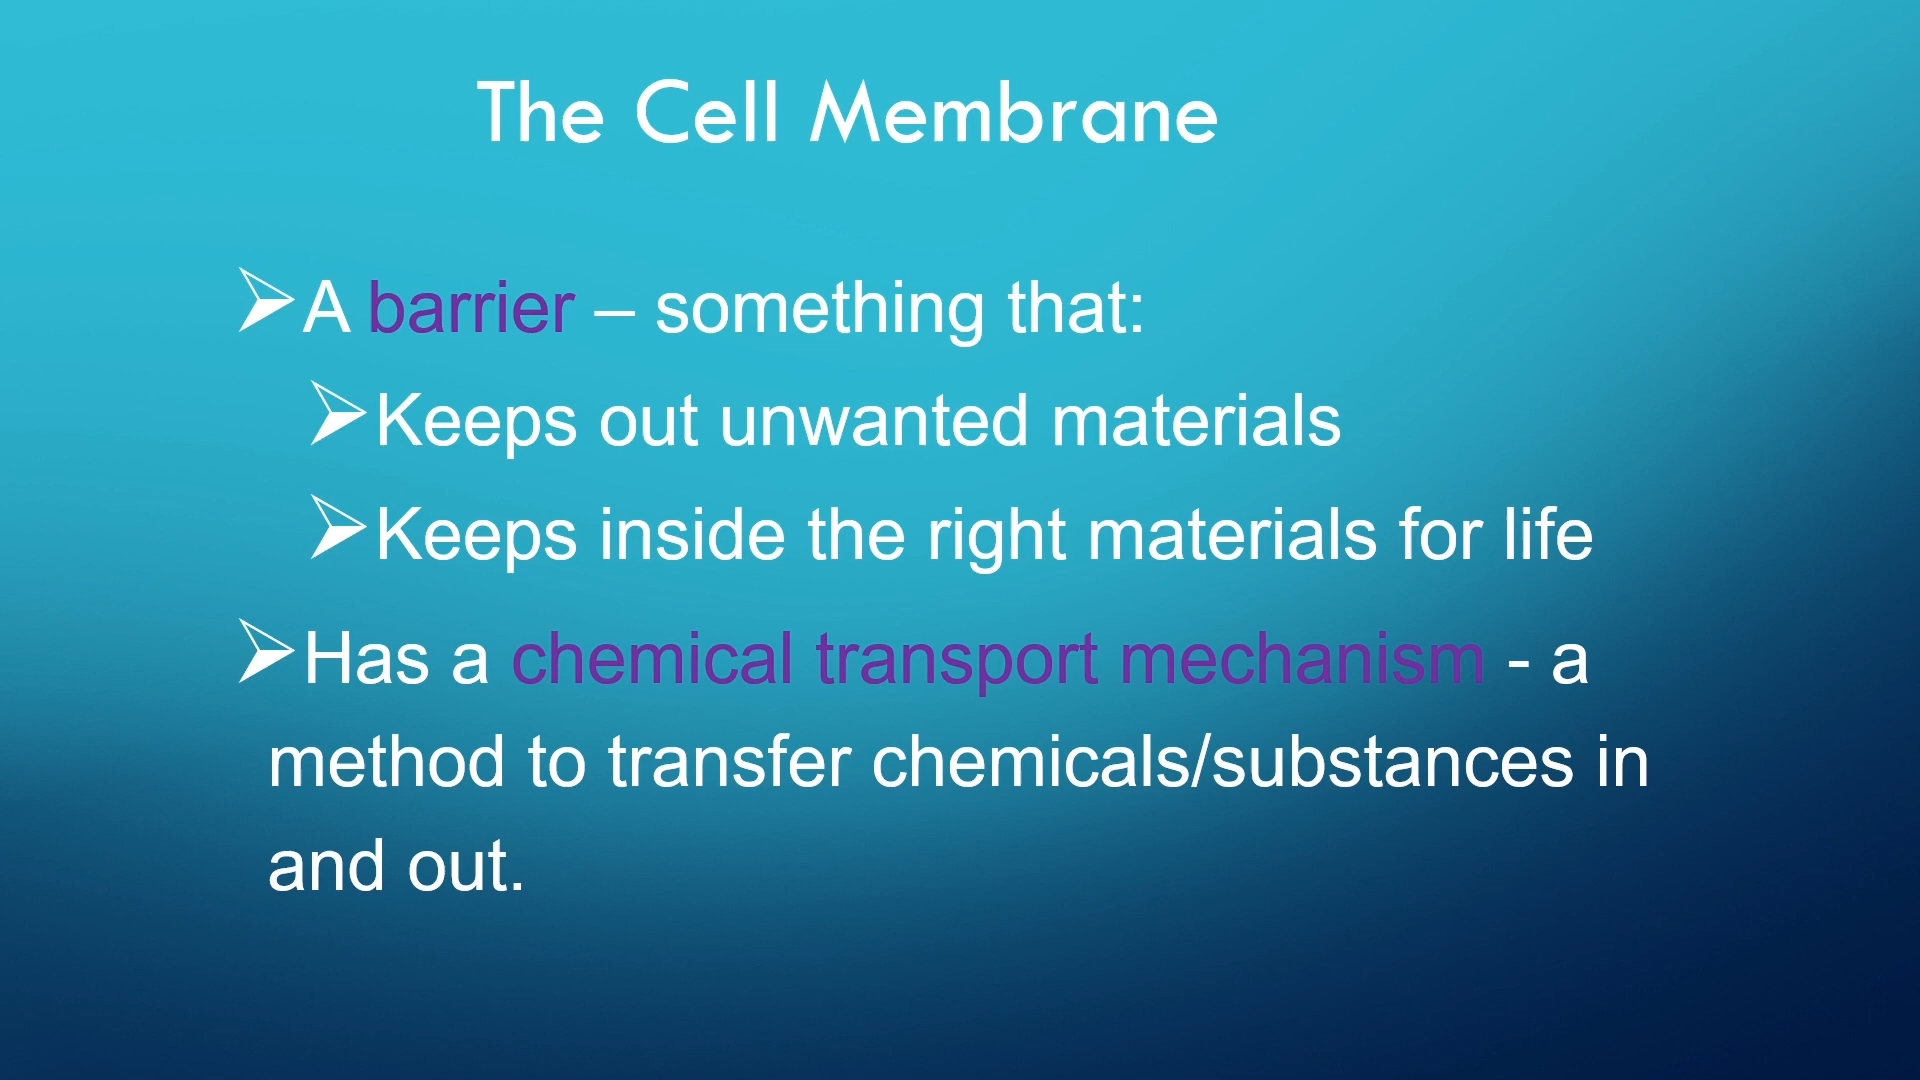 The Cell Membrane
A barrier – something that:
Keeps out unwanted materials
Keeps inside the right materials for life
Has a chemical transport mechanism - a
method to transfer chemicals/substances in
and out.